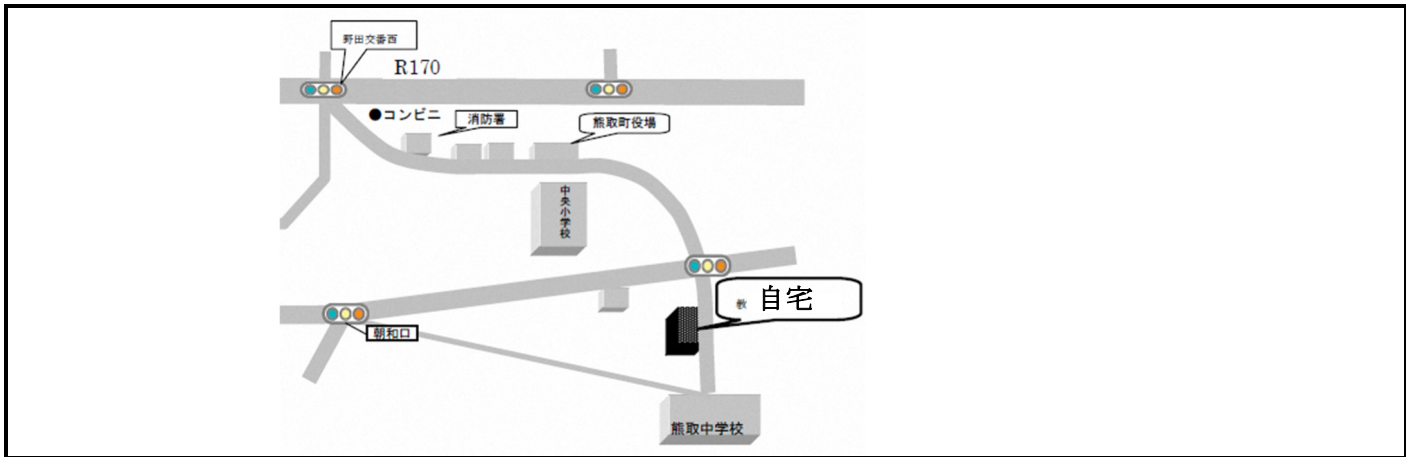 野田交番西
R170
●コンビニ
消防署
熊取町役場
中央小学校
教 自宅
朝和口
熊取中学校